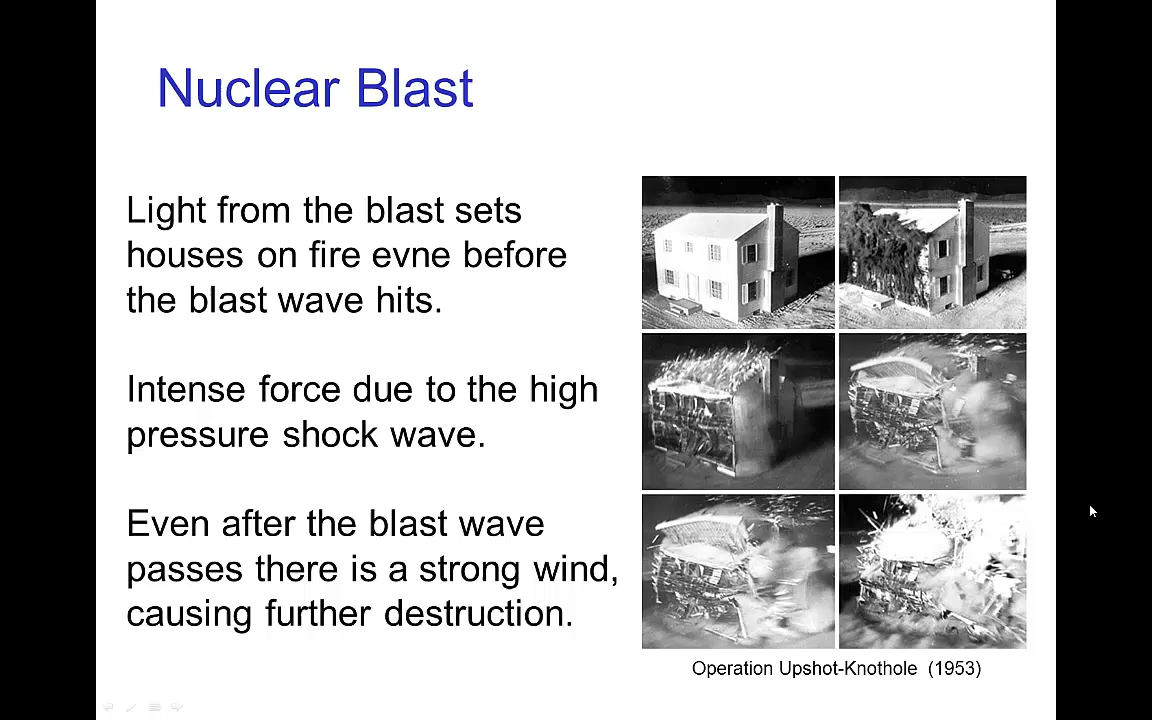 Nuclear Blast
Light from the blast sets
houses on fire evne before
the blast wave hits.
Intense force due to the high
pressure shock wave.
Even after the blast wave
passes there is a strong wind,
causing further destruction.
Operation Upshot-Knothole (1953)